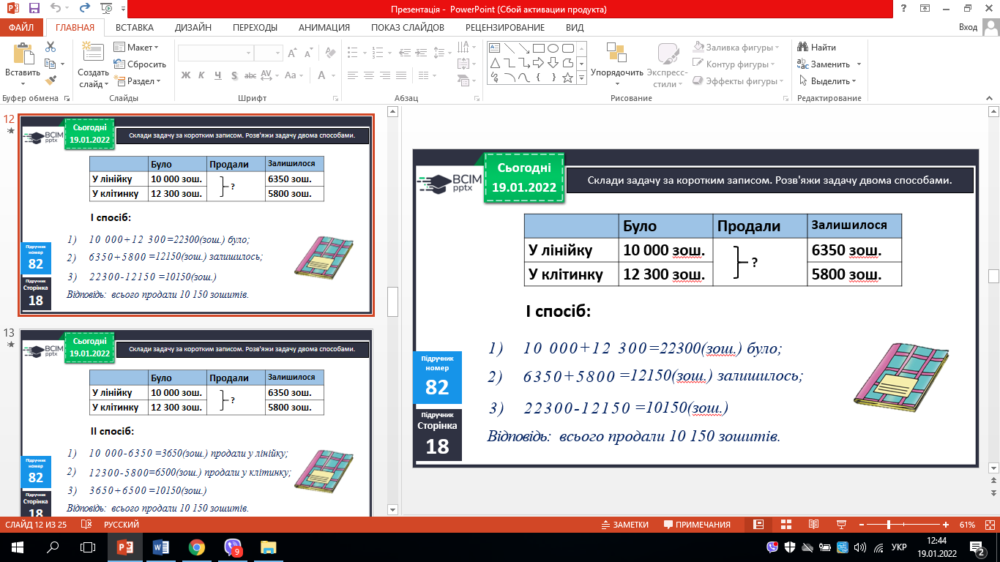 Презентація - PowerPoint (Сбой активации продукта)
ФАЙЛ ГЛАВНАЯ ВСТАВКА ДИЗАЙН ПЕРЕХОДЫ АНИМАЦИЯ ПОКАЗ СЛАЙДОВ РЕЦЕНЗИРОВАНИЕ ВИД Вход
Вставить
Буфер обмена
Создать слайд
Макет
Сбросить
Раздел
Слайды
Ж К Ч S abc AV Aa A
Шрифт
Абзац
Упорядочить
Экспресс-стили
Заливка фигуры
Контур фигуры
Эффекты фигуры
Рисование
Найти
Заменить
Выделить
Редактирование
12
Сьогодні
19.01.2022
BCIM
pptx
Склади задачу за коротким записом. Розв'яжи задачу двома способами.
Було Продали Залишилося
У лінійку 10 000 зош. 6350 зош.
?
У клітинку 12 300 зош. 5800 зош.
І спосіб:
1) 10 000+12 300=22300(зош.) було;
2) 6350+5800 =12150(зош.) залишилось;
3) 22300-12150 =10150(зош.)
Відповідь: всього продали 10 150 зошитів.
Підручник
номер
82
Підручник
Сторінка
18
13
Сьогодні
19.01.2022
BCIM
pptx
Склади задачу за коротким записом. Розв'яжи задачу двома способами.
Було Продали Залишилося
У лінійку 10 000 зош. 6350 зош.
?
У клітинку 12 300 зош. 5800 зош.
ІІ спосіб:
1) 10 000-6350 =3650(зош.) продали у лінійку;
2) 12300-5800=6500(зош.) продали у клітинку;
3) 3650+6500 =10150(зош.)
Відповідь: всього продали 10 150 зошитів.
Підручник
номер
82
Підручник
Сторінка
18
Сьогодні
19.01.2022
BCIM
pptx
Склади задачу за коротким записом. Розв'яжи задачу двома способами.
Було Продали Залишилося
У лінійку 10 000 зош. 6350 зош.
?
У клітинку 12 300 зош. 5800 зош.
І спосіб:
1) 10 000+12 300=22300(зош.) було;
2) 6350+5800 =12150(зош.) залишилось;
3) 22300-12150 =10150(зош.)
Відповідь: всього продали 10 150 зошитів.
Підручник
номер
82
Підручник
Сторінка
18
СЛАЙД 12 ИЗ 25 РУССКИЙ ЗАМЕТКИ ПРИМЕЧАНИЯ 61%
9
УКР
12:44
19.01.2022
2